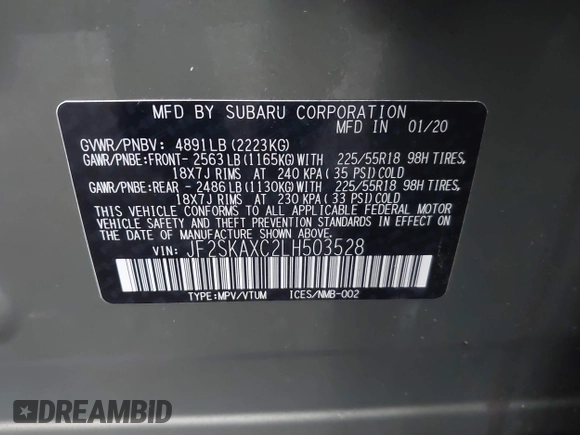 MFD BY SUBARU CORPORATION
MFD IN 01/20
GVWR/PNBV: 4891LB (2223KG)
GAWR/PNBE:FRONT- 2563LB (1165KG)WITH 225/55R18 98H TIRES,
18X7J RIMS AT 240 KPA ( 35 PSI)COLD
GAWR/PNBE:REAR - 2486LB (1130KG)WITH 225/55R18 98H TIRES,
18X7J RIMS AT 230 KPA ( 33 PSI)COLD
THIS VEHICLE CONFORMS TO ALL APPLICABLE FEDERAL MOTOR
VEHICLE SAFETY AND THEFT PREVENTION STANDARDS IN EFFECT ON
THE DATE OF MANUFACTURE SHOWN ABOVE.
VIN: JF2SKAXC2LH503528
TYPE:MPV/VTUM ICES/NMB-002
DREAMBID